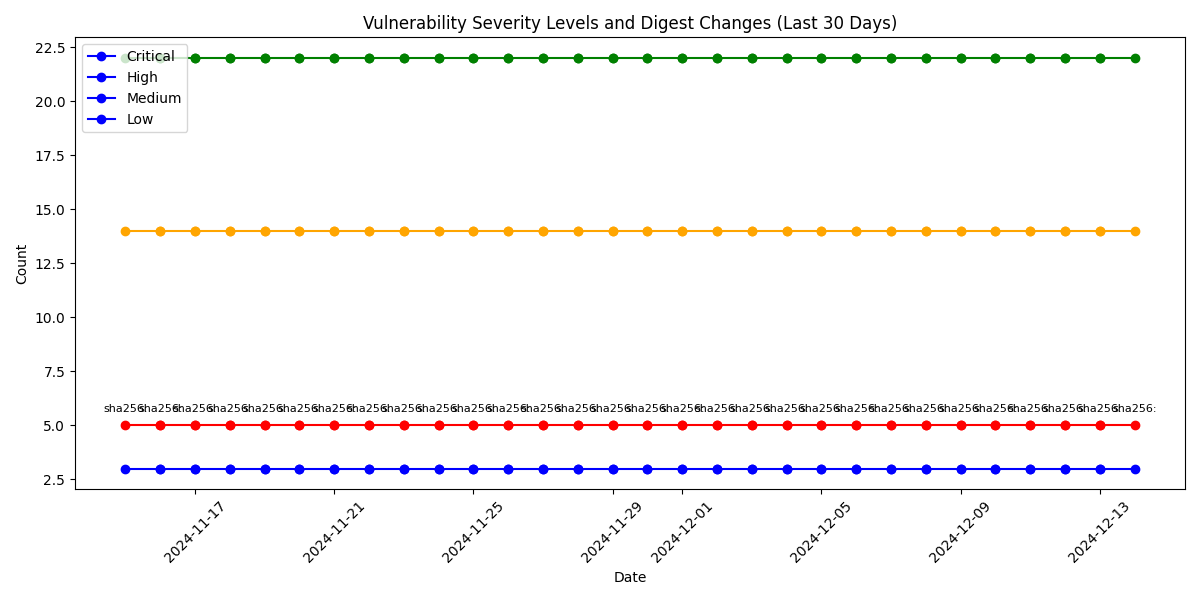 Vulnerability Severity Levels and Digest Changes (Last 30 Days)
22.5
20.0
17.5
15.0
12.5
10.0
7.5
5.0
2.5
Count
Critical
High
Medium
Low
sha256: sha256: sha256: sha256: sha256: sha256: sha256: sha256: sha256: sha256: sha256: sha256: sha256: sha256: sha256: sha256: sha256: sha256: sha256: sha256: sha256: sha256: sha256: sha256: sha256: sha256: sha256: sha256: sha256: sha256:
2024-11-17
2024-11-21
2024-11-25
2024-11-29
2024-12-01
2024-12-05
2024-12-09
2024-12-13
Date